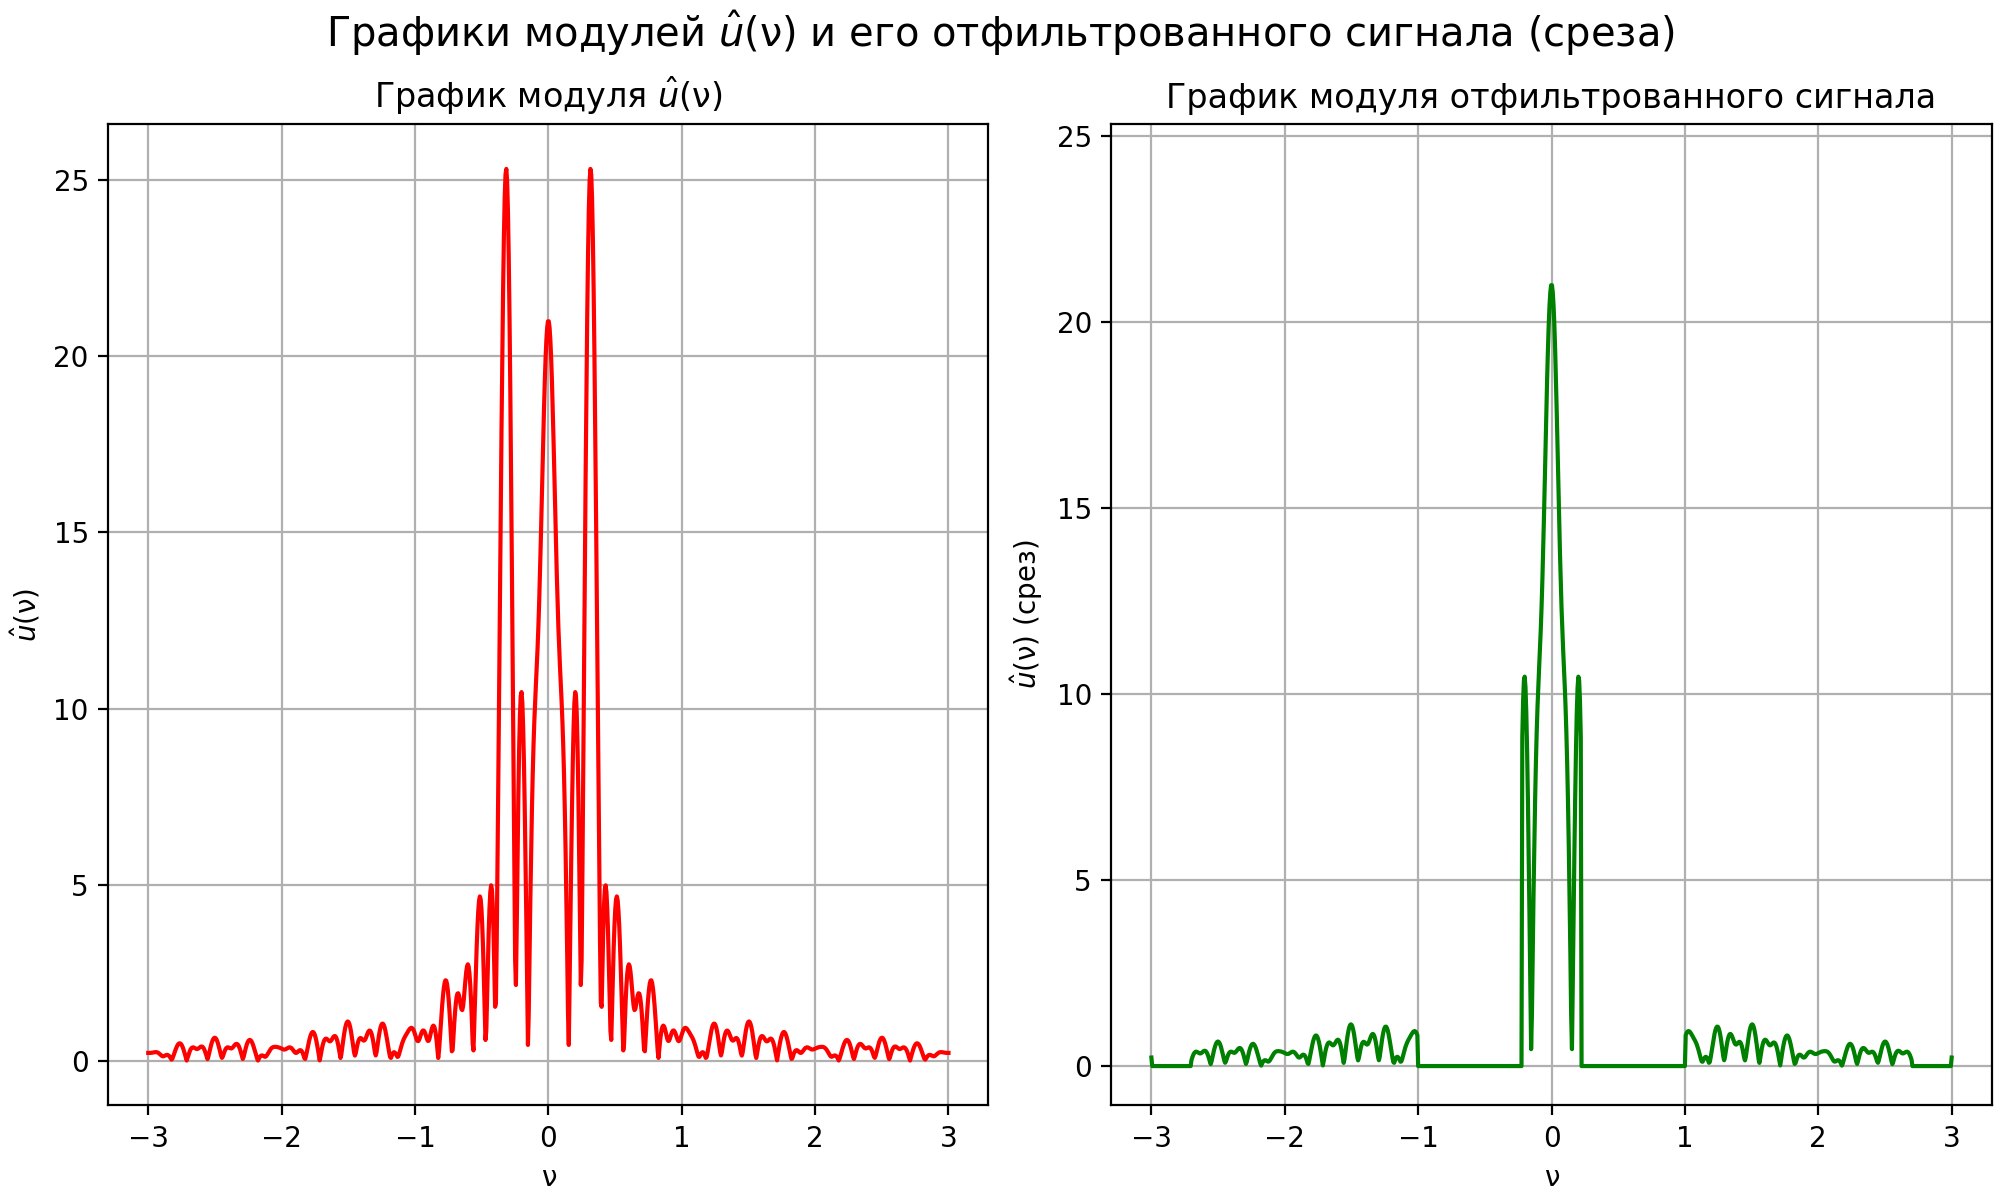 Графики модулей û(ν) и его отфильтрованного сигнала (среза)
График модуля û(ν)
û(ν)
25
20
15
10
5
0
−3 −2 −1 0 1 2 3
ν
График модуля отфильтрованного сигнала
û(ν) (срез)
25
20
15
10
5
0
−3 −2 −1 0 1 2 3
ν